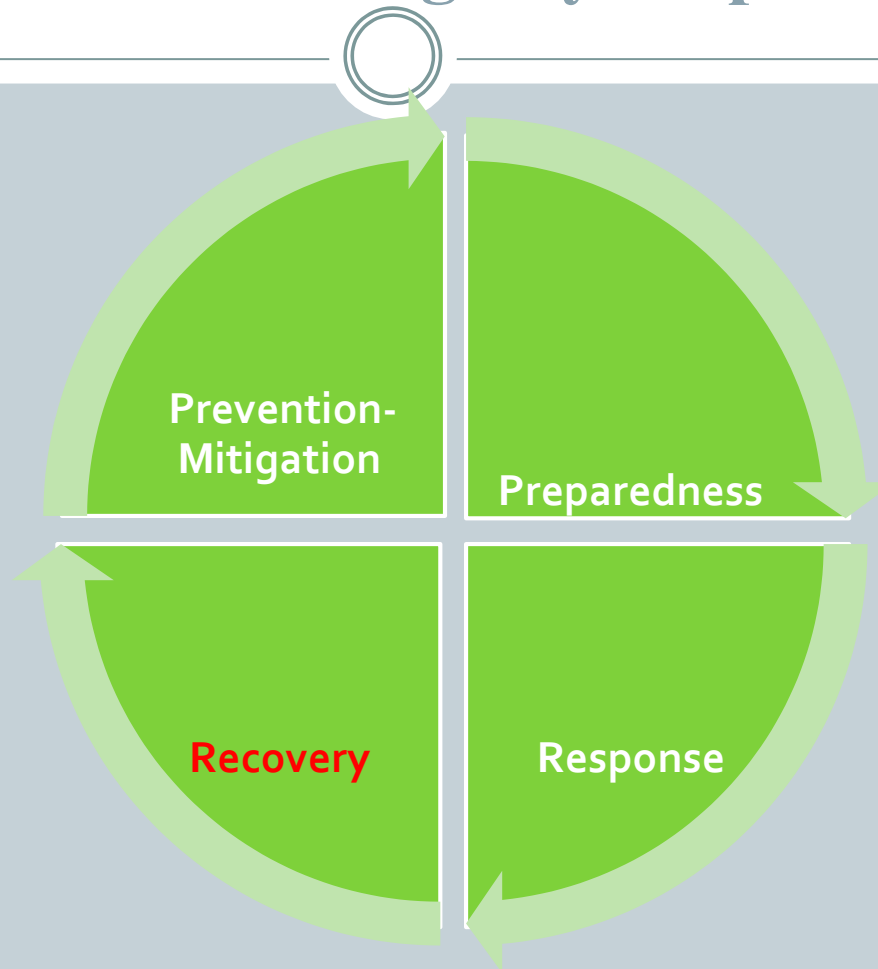 Prevention-
Mitigation
Preparedness
Recovery
Response